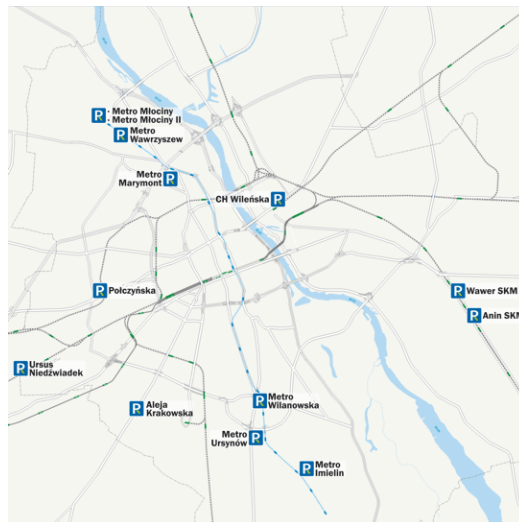 - Metro Młociny
- Metro Młociny II
Metro
Wawrzyszew
Metro
Marymont
CH Wileńska
Połczyńska
Wawer SKM
Anin SKM
Ursus
Niedźwiadek
Aleja
Krakowska
Metro
Wilanowska
Metro
Ursynów
Metro
Imielin